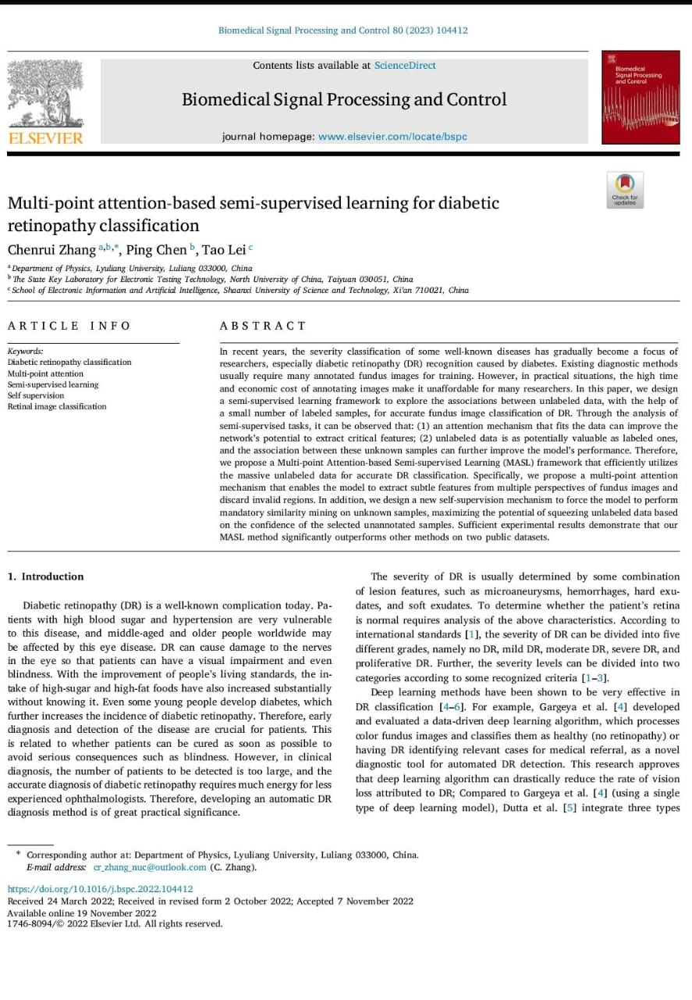 Biomedical Signal Processing and Control 80 (2023) 104412
Contents lists available at ScienceDirect
Biomedical Signal Processing and Control
journal homepage: www.elsevier.com/locate/bspc
ELSEVIER
Biomedical
Signal Processing
and Control
Check for
updates
Multi-point attention-based semi-supervised learning for diabetic
retinopathy classification
Chenrui Zhang a,b,*, Ping Chen b, Tao Lei c
a Department of Physics, Lyuliang University, Luliang 033000, China
b The State Key Laboratory for Electronic Testing Technology, North University of China, Taiyuan 030051, China
c School of Electronic Information and Artificial Intelligence, Shaanxi University of Science and Technology, Xi'an 710021, China
ARTICLE INFO
Keywords:
Diabetic retinopathy classification
Multi-point attention
Semi-supervised learning
Self supervision
Retinal image classification
ABSTRACT
In recent years, the severity classification of some well-known diseases has gradually become a focus of
researchers, especially diabetic retinopathy (DR) recognition caused by diabetes. Existing diagnostic methods
usually require many annotated fundus images for training. However, in practical situations, the high time
and economic cost of annotating images make it unaffordable for many researchers. In this paper, we design
a semi-supervised learning framework to explore the associations between unlabeled data, with the help of
a small number of labeled samples, for accurate fundus image classification of DR. Through the analysis of
semi-supervised tasks, it can be observed that: (1) an attention mechanism that fits the data can improve the
network's potential to extract critical features; (2) unlabeled data is as potentially valuable as labeled ones,
and the association between these unknown samples can further improve the model's performance. Therefore,
we propose a Multi-point Attention-based Semi-supervised Learning (MASL) framework that efficiently utilizes
the massive unlabeled data for accurate DR classification. Specifically, we propose a multi-point attention
mechanism that enables the model to extract subtle features from multiple perspectives of fundus images and
discard invalid regions. In addition, we design a new self-supervision mechanism to force the model to perform
mandatory similarity mining on unknown samples, maximizing the potential of squeezing unlabeled data based
on the confidence of the selected unannotated samples. Sufficient experimental results demonstrate that our
MASL method significantly outperforms other methods on two public datasets.
1. Introduction
Diabetic retinopathy (DR) is a well-known complication today. Pa-
tients with high blood sugar and hypertension are very vulnerable
to this disease, and middle-aged and older people worldwide may
be affected by this eye disease. DR can cause damage to the nerves
in the eye so that patients can have a visual impairment and even
blindness. With the improvement of people's living standards, the in-
take of high-sugar and high-fat foods have also increased substantially
without knowing it. Even some young people develop diabetes, which
further increases the incidence of diabetic retinopathy. Therefore, early
diagnosis and detection of the disease are crucial for patients. This
is related to whether patients can be cured as soon as possible to
avoid serious consequences such as blindness. However, in clinical
diagnosis, the number of patients to be detected is too large, and the
accurate diagnosis of diabetic retinopathy requires much energy for less
experienced ophthalmologists. Therefore, developing an automatic DR
diagnosis method is of great practical significance.
The severity of DR is usually determined by some combination
of lesion features, such as microaneurysms, hemorrhages, hard exu-
dates, and soft exudates. To determine whether the patient's retina
is normal requires analysis of the above characteristics. According to
international standards [1], the severity of DR can be divided into five
different grades, namely no DR, mild DR, moderate DR, severe DR, and
proliferative DR. Further, the severity levels can be divided into two
categories according to some recognized criteria [1–3].
Deep learning methods have been shown to be very effective in
DR classification [4–6]. For example, Gargeya et al. [4] developed
and evaluated a data-driven deep learning algorithm, which processes
color fundus images and classifies them as healthy (no retinopathy) or
having DR identifying relevant cases for medical referral, as a novel
diagnostic tool for automated DR detection. This research approves
that deep learning algorithm can drastically reduce the rate of vision
loss attributed to DR; Compared to Gargeya et al. [4] (using a single
type of deep learning model), Dutta et al. [5] integrate three types
* Corresponding author at: Department of Physics, Lyuliang University, Luliang 033000, China.
E-mail address: cr_zhang_nuc@outlook.com (C. Zhang).
https://doi.org/10.1016/j.bspc.2022.104412
Received 24 March 2022; Received in revised form 2 October 2022; Accepted 7 November 2022
Available online 19 November 2022
1746-8094/© 2022 Elsevier Ltd. All rights reserved.